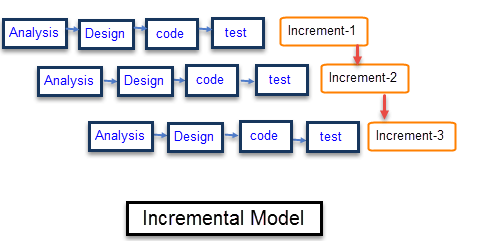 Analysis Design code test Increment-1
Analysis Design code test Increment-2
Analysis Design code test Increment-3
Incremental Model